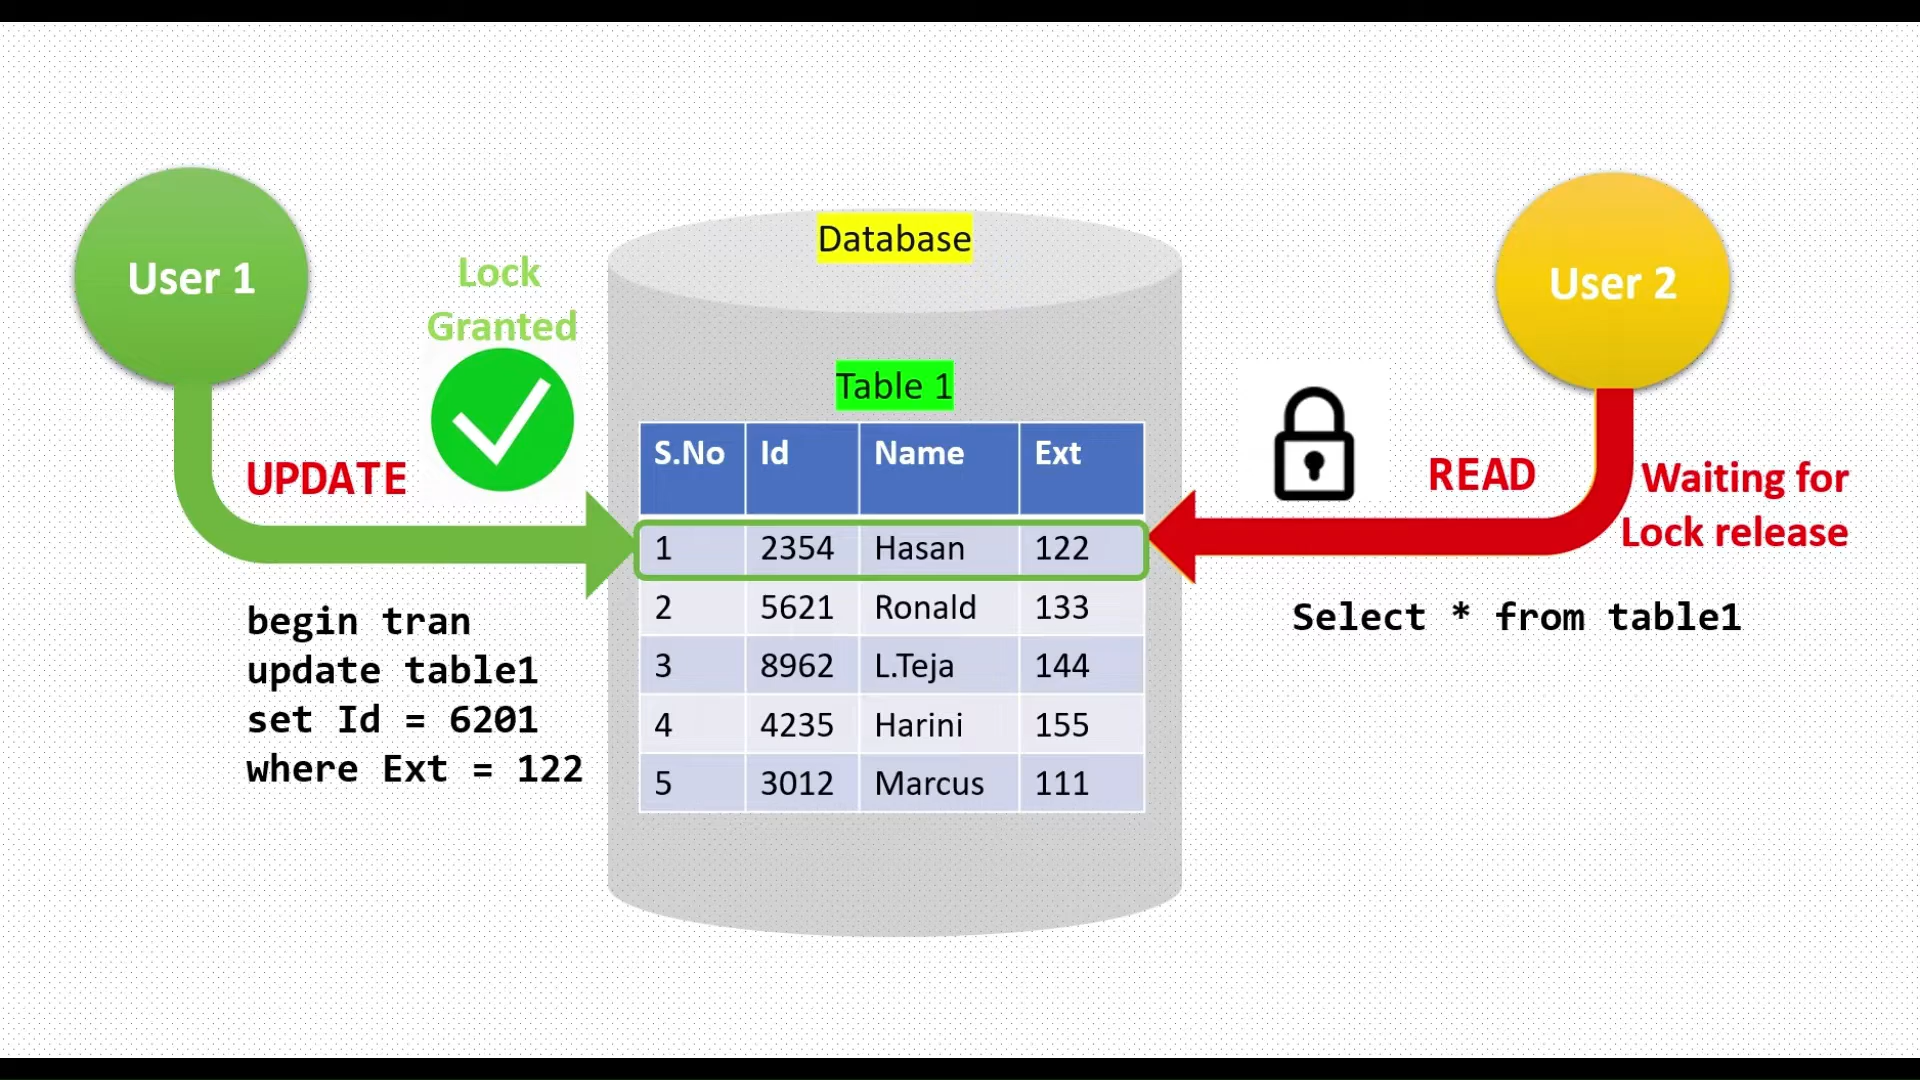 User 1
Lock
Granted
UPDATE
begin tran
update table1
set Id = 6201
where Ext = 122
Database
Table 1
S.No Id Name Ext
1 2354 Hasan 122
2 5621 Ronald 133
3 8962 L.Teja 144
4 4235 Harini 155
5 3012 Marcus 111
User 2
READ
Waiting for
Lock release
Select * from table1